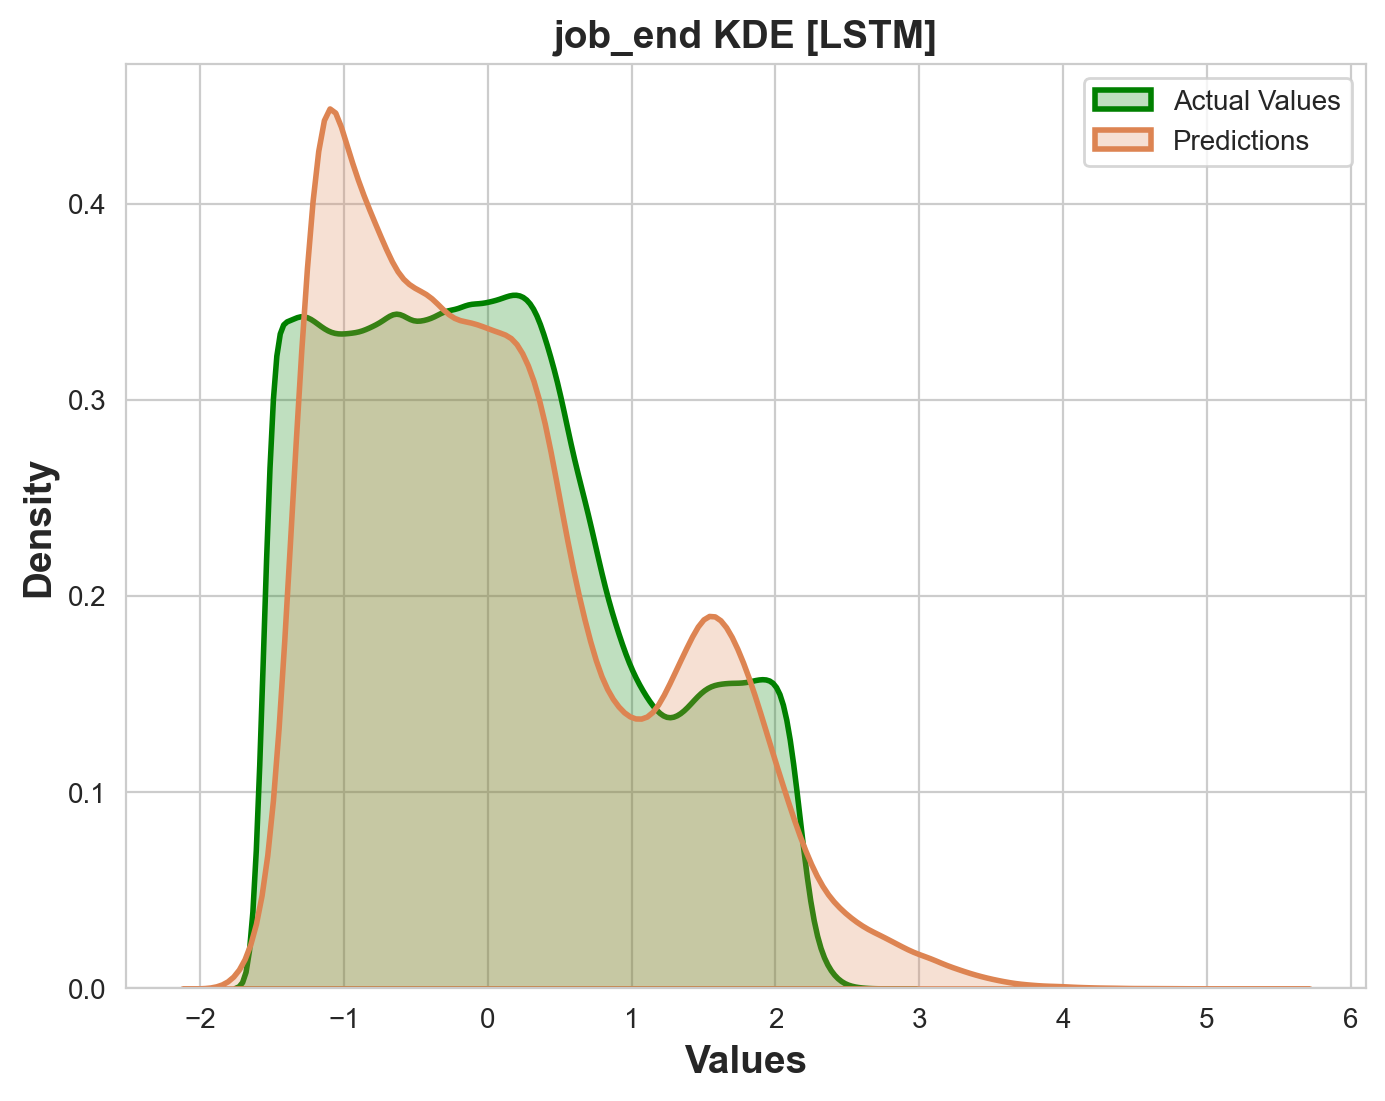 job_end KDE [LSTM]
Actual Values
Predictions
Density
0.4
0.3
0.2
0.1
0.0
−2 −1 0 1 2 3 4 5 6
Values